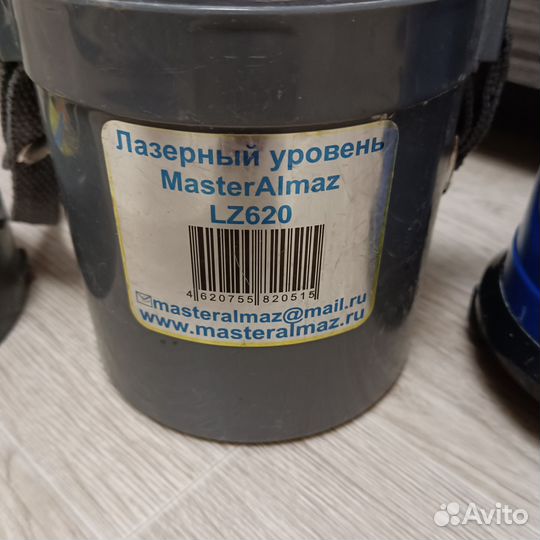 Лазерный уровень
MasterAlmaz
LZ620
4 620755 820515
masteralmaz@mail.ru
www.masteralmaz.ru
Avito